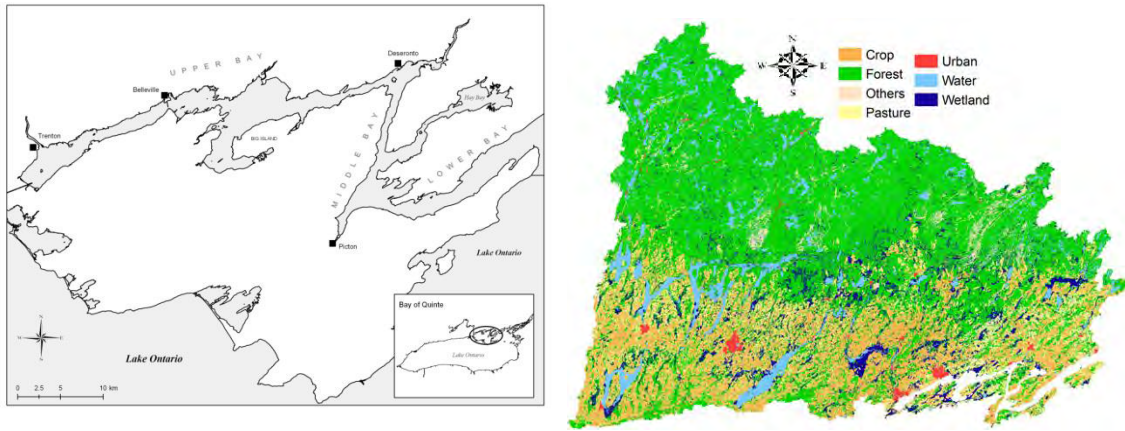 Deseronto
UPPER BAY
Belleville
Hay Bay
Trenton
BIG ISLAND
MIDDLE BAY
LOWER BAY
Picton
Lake Ontario
Bay of Quinte
Lake Ontario
Lake Ontario
N
W E
S
0 2.5 5 10 km
N
W E
S
Crop
Forest
Others
Pasture
Urban
Water
Wetland